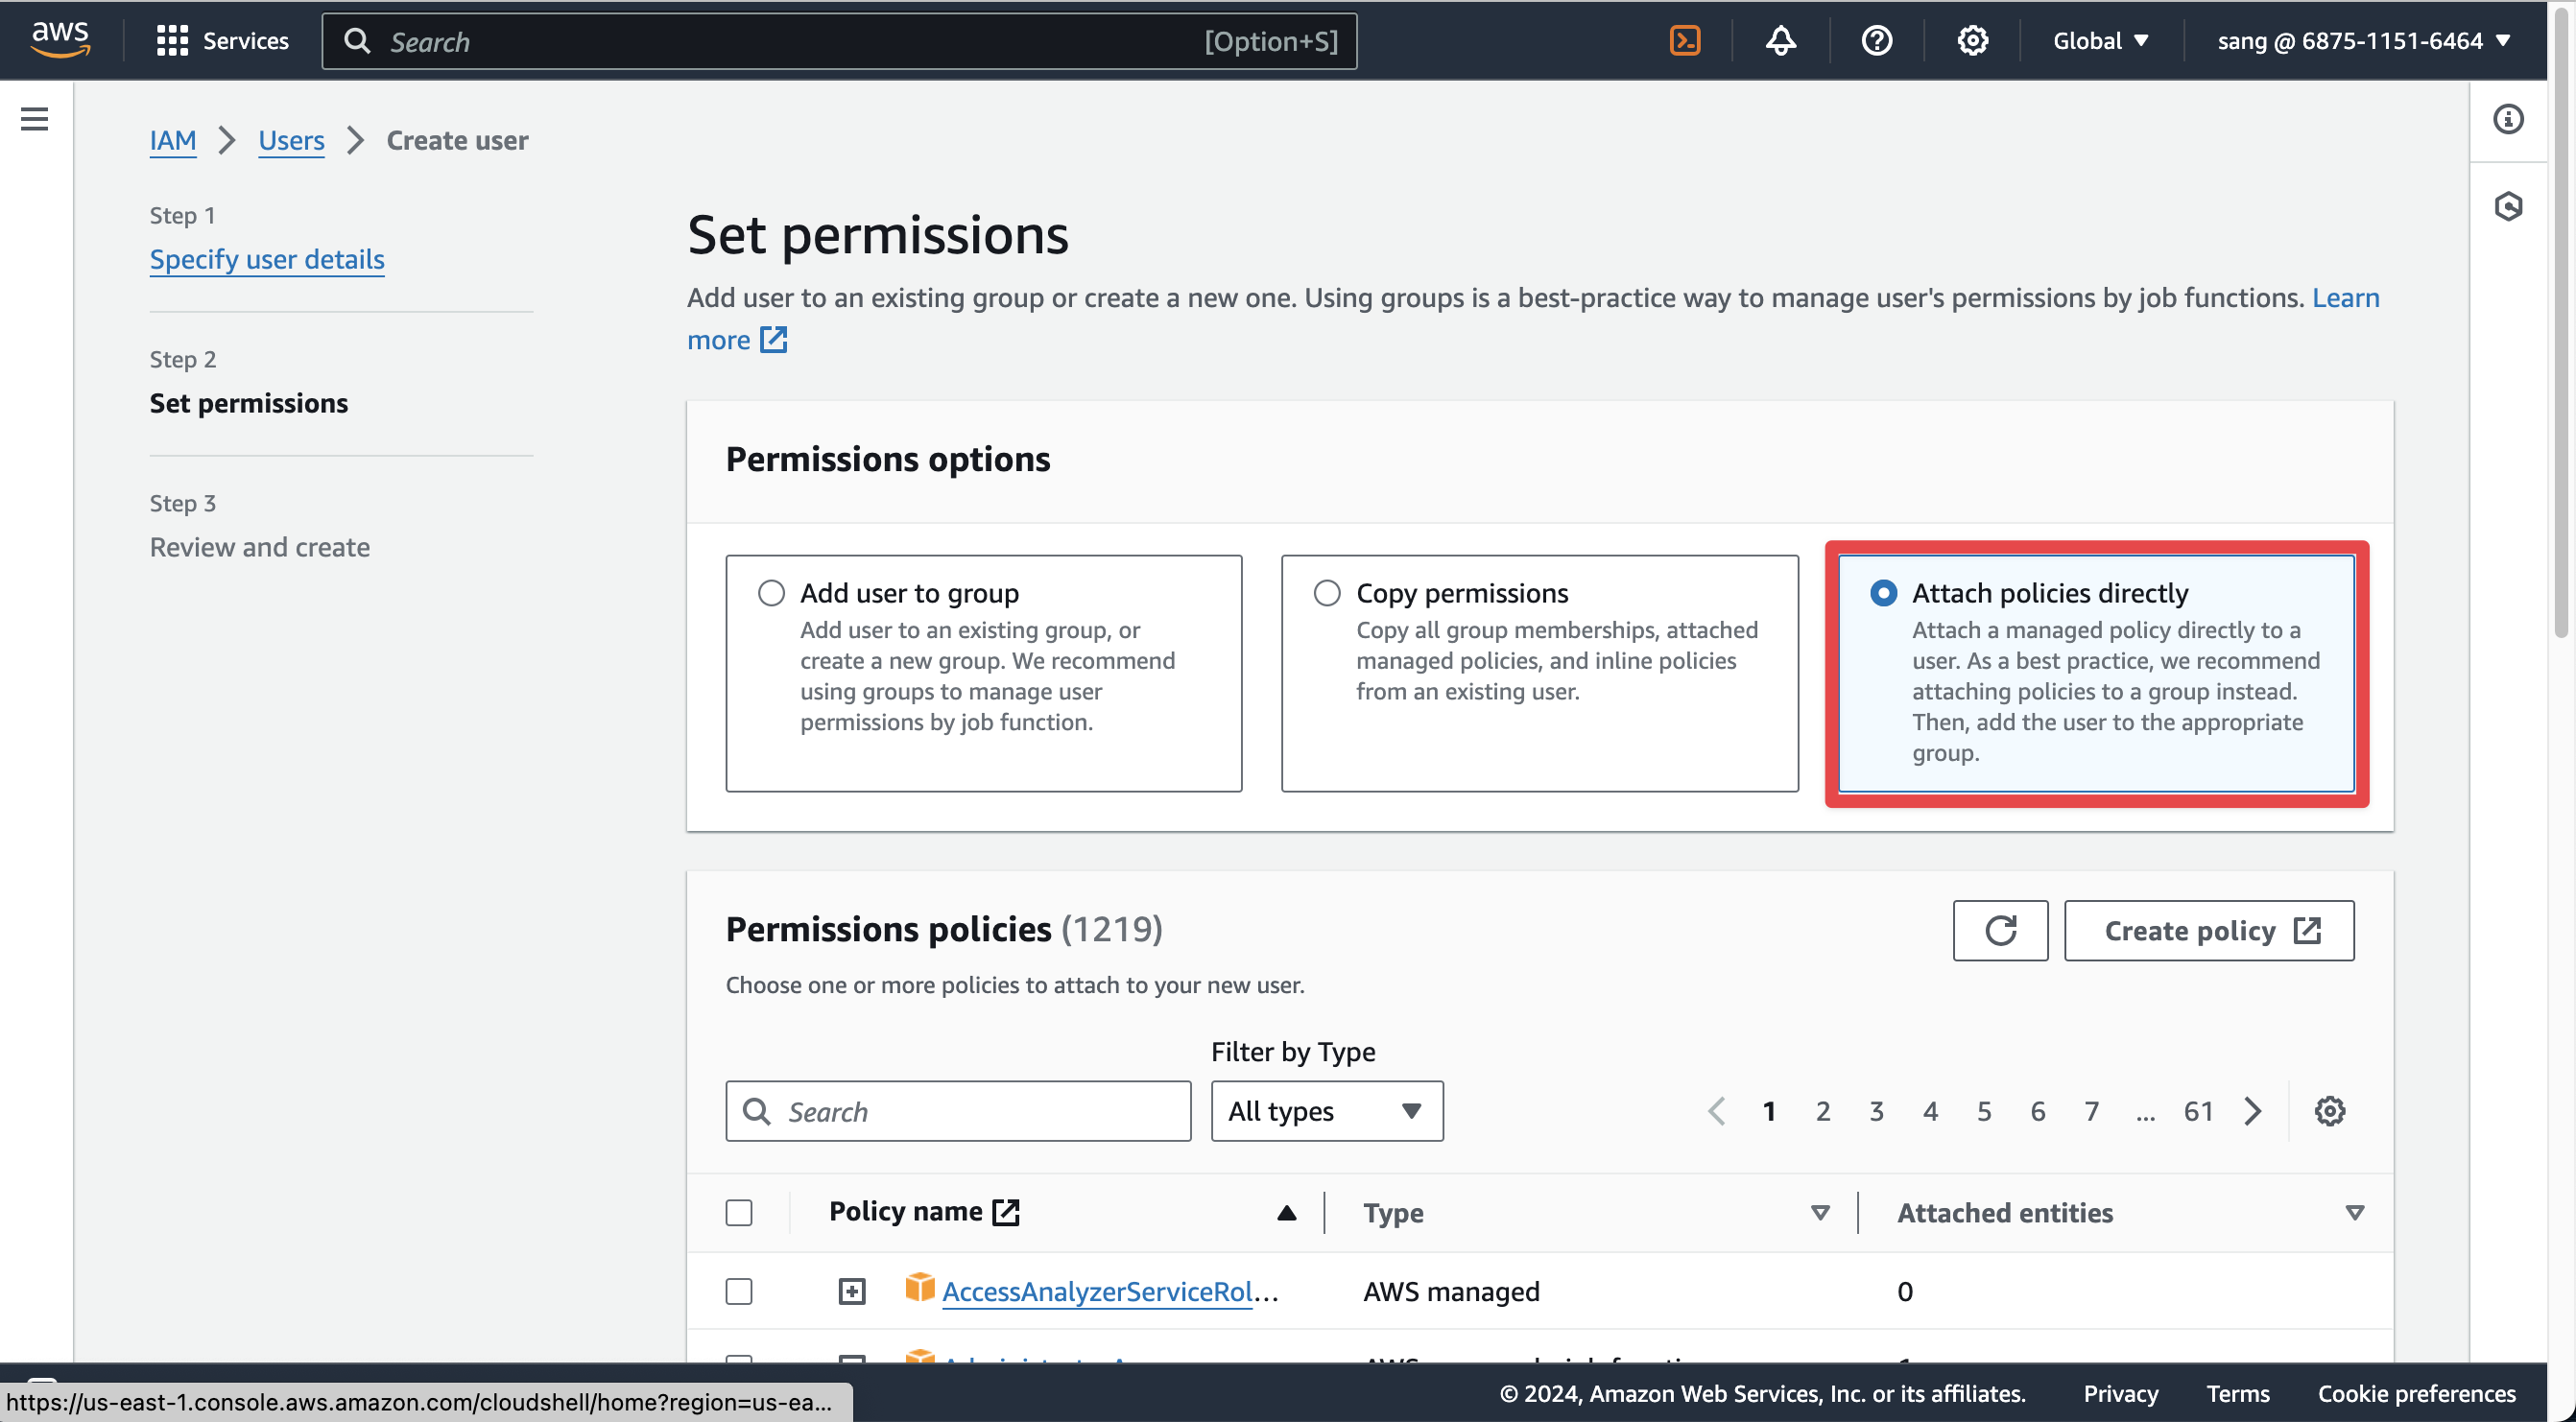 aws
Services
Search
[Option+S]
Global
sang @ 6875-1151-6464
IAM
Users
Create user
Step 1
Specify user details
Step 2
Set permissions
Step 3
Review and create
Set permissions
Add user to an existing group or create a new one. Using groups is a best-practice way to manage user's permissions by job functions. Learn
more
Permissions options
Add user to group
Add user to an existing group, or
create a new group. We recommend
using groups to manage user
permissions by job function.
Copy permissions
Copy all group memberships, attached
managed policies, and inline policies
from an existing user.
Attach policies directly
Attach a managed policy directly to a
user. As a best practice, we recommend
attaching policies to a group instead.
Then, add the user to the appropriate
group.
Permissions policies (1219)
Create policy
Choose one or more policies to attach to your new user.
Filter by Type
Search
All types
1 2 3 4 5 6 7 ... 61
Policy name
Type
Attached entities
AccessAnalyzerServiceRol...
AWS managed
0
https://us-east-1.console.aws.amazon.com/cloudshell/home?region=us-ea...
© 2024, Amazon Web Services, Inc. or its affiliates.
Privacy
Terms
Cookie preferences